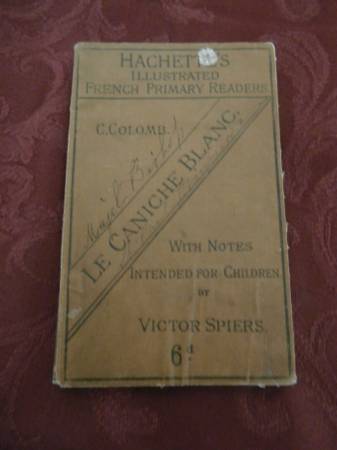 HACHETTE'S
ILLUSTRATED
FRENCH PRIMARY READERS
C. COLOMB.
LE CANICHE BLANC.
WITH NOTES
INTENDED FOR CHILDREN
BY
VICTOR SPIERS.
6d